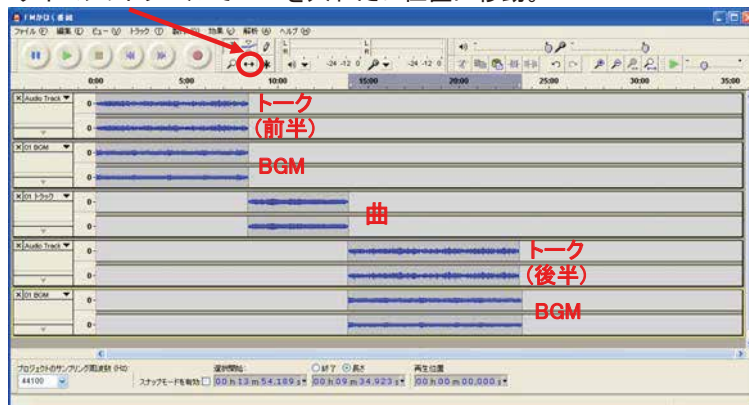 FMかほく番組
ファイル(F) 編集(E) ビュー(V) トラック(T) 効果(C) 解析(A) ヘルプ(H)
L
R
L
R
-24 -12 0
-24 -12 0
0:00 5:00 10:00 15:00 20:00 25:00 30:00 35:00
Audio Track
トーク
(前半)
01 BGM
BGM
01 トラック
曲
Audio Track
トーク
(後半)
01 BGM
BGM
プロジェクトのサンプリング周波数 (Hz):
選択開始: 終了 長さ 再生位置
44100 スナップモードを有効 00 h 13 m 54.189 s 00 h 09 m 34.923 s 00 h 00 m 00.000 s